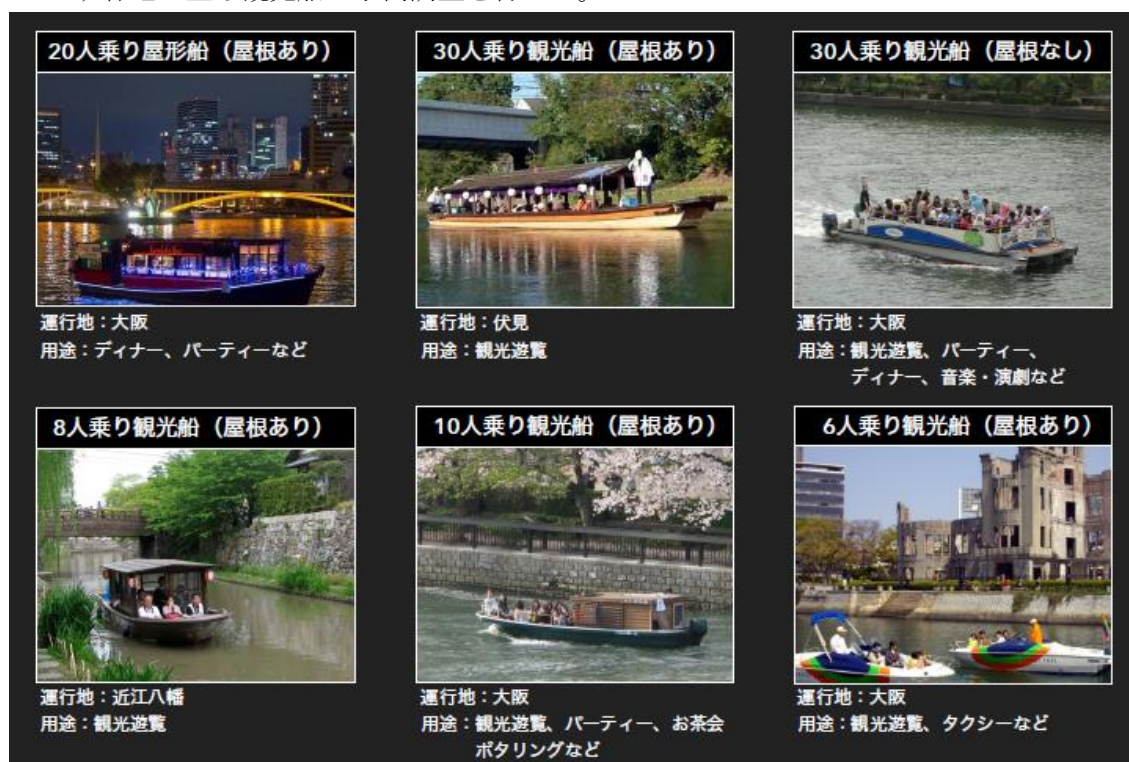 20人乗り屋形船（屋根あり）
運行地：大阪
用途：ディナー、パーティーなど
30人乗り観光船（屋根あり）
運行地：伏見
用途：観光遊覧
30人乗り観光船（屋根なし）
運行地：大阪
用途：観光遊覧、パーティー、
ディナー、音楽・演劇など
8人乗り観光船（屋根あり）
運行地：近江八幡
用途：観光遊覧
10人乗り観光船（屋根あり）
運行地：大阪
用途：観光遊覧、パーティー、お茶会
ポタリングなど
6人乗り観光船（屋根あり）
運行地：大阪
用途：観光遊覧、タクシーなど